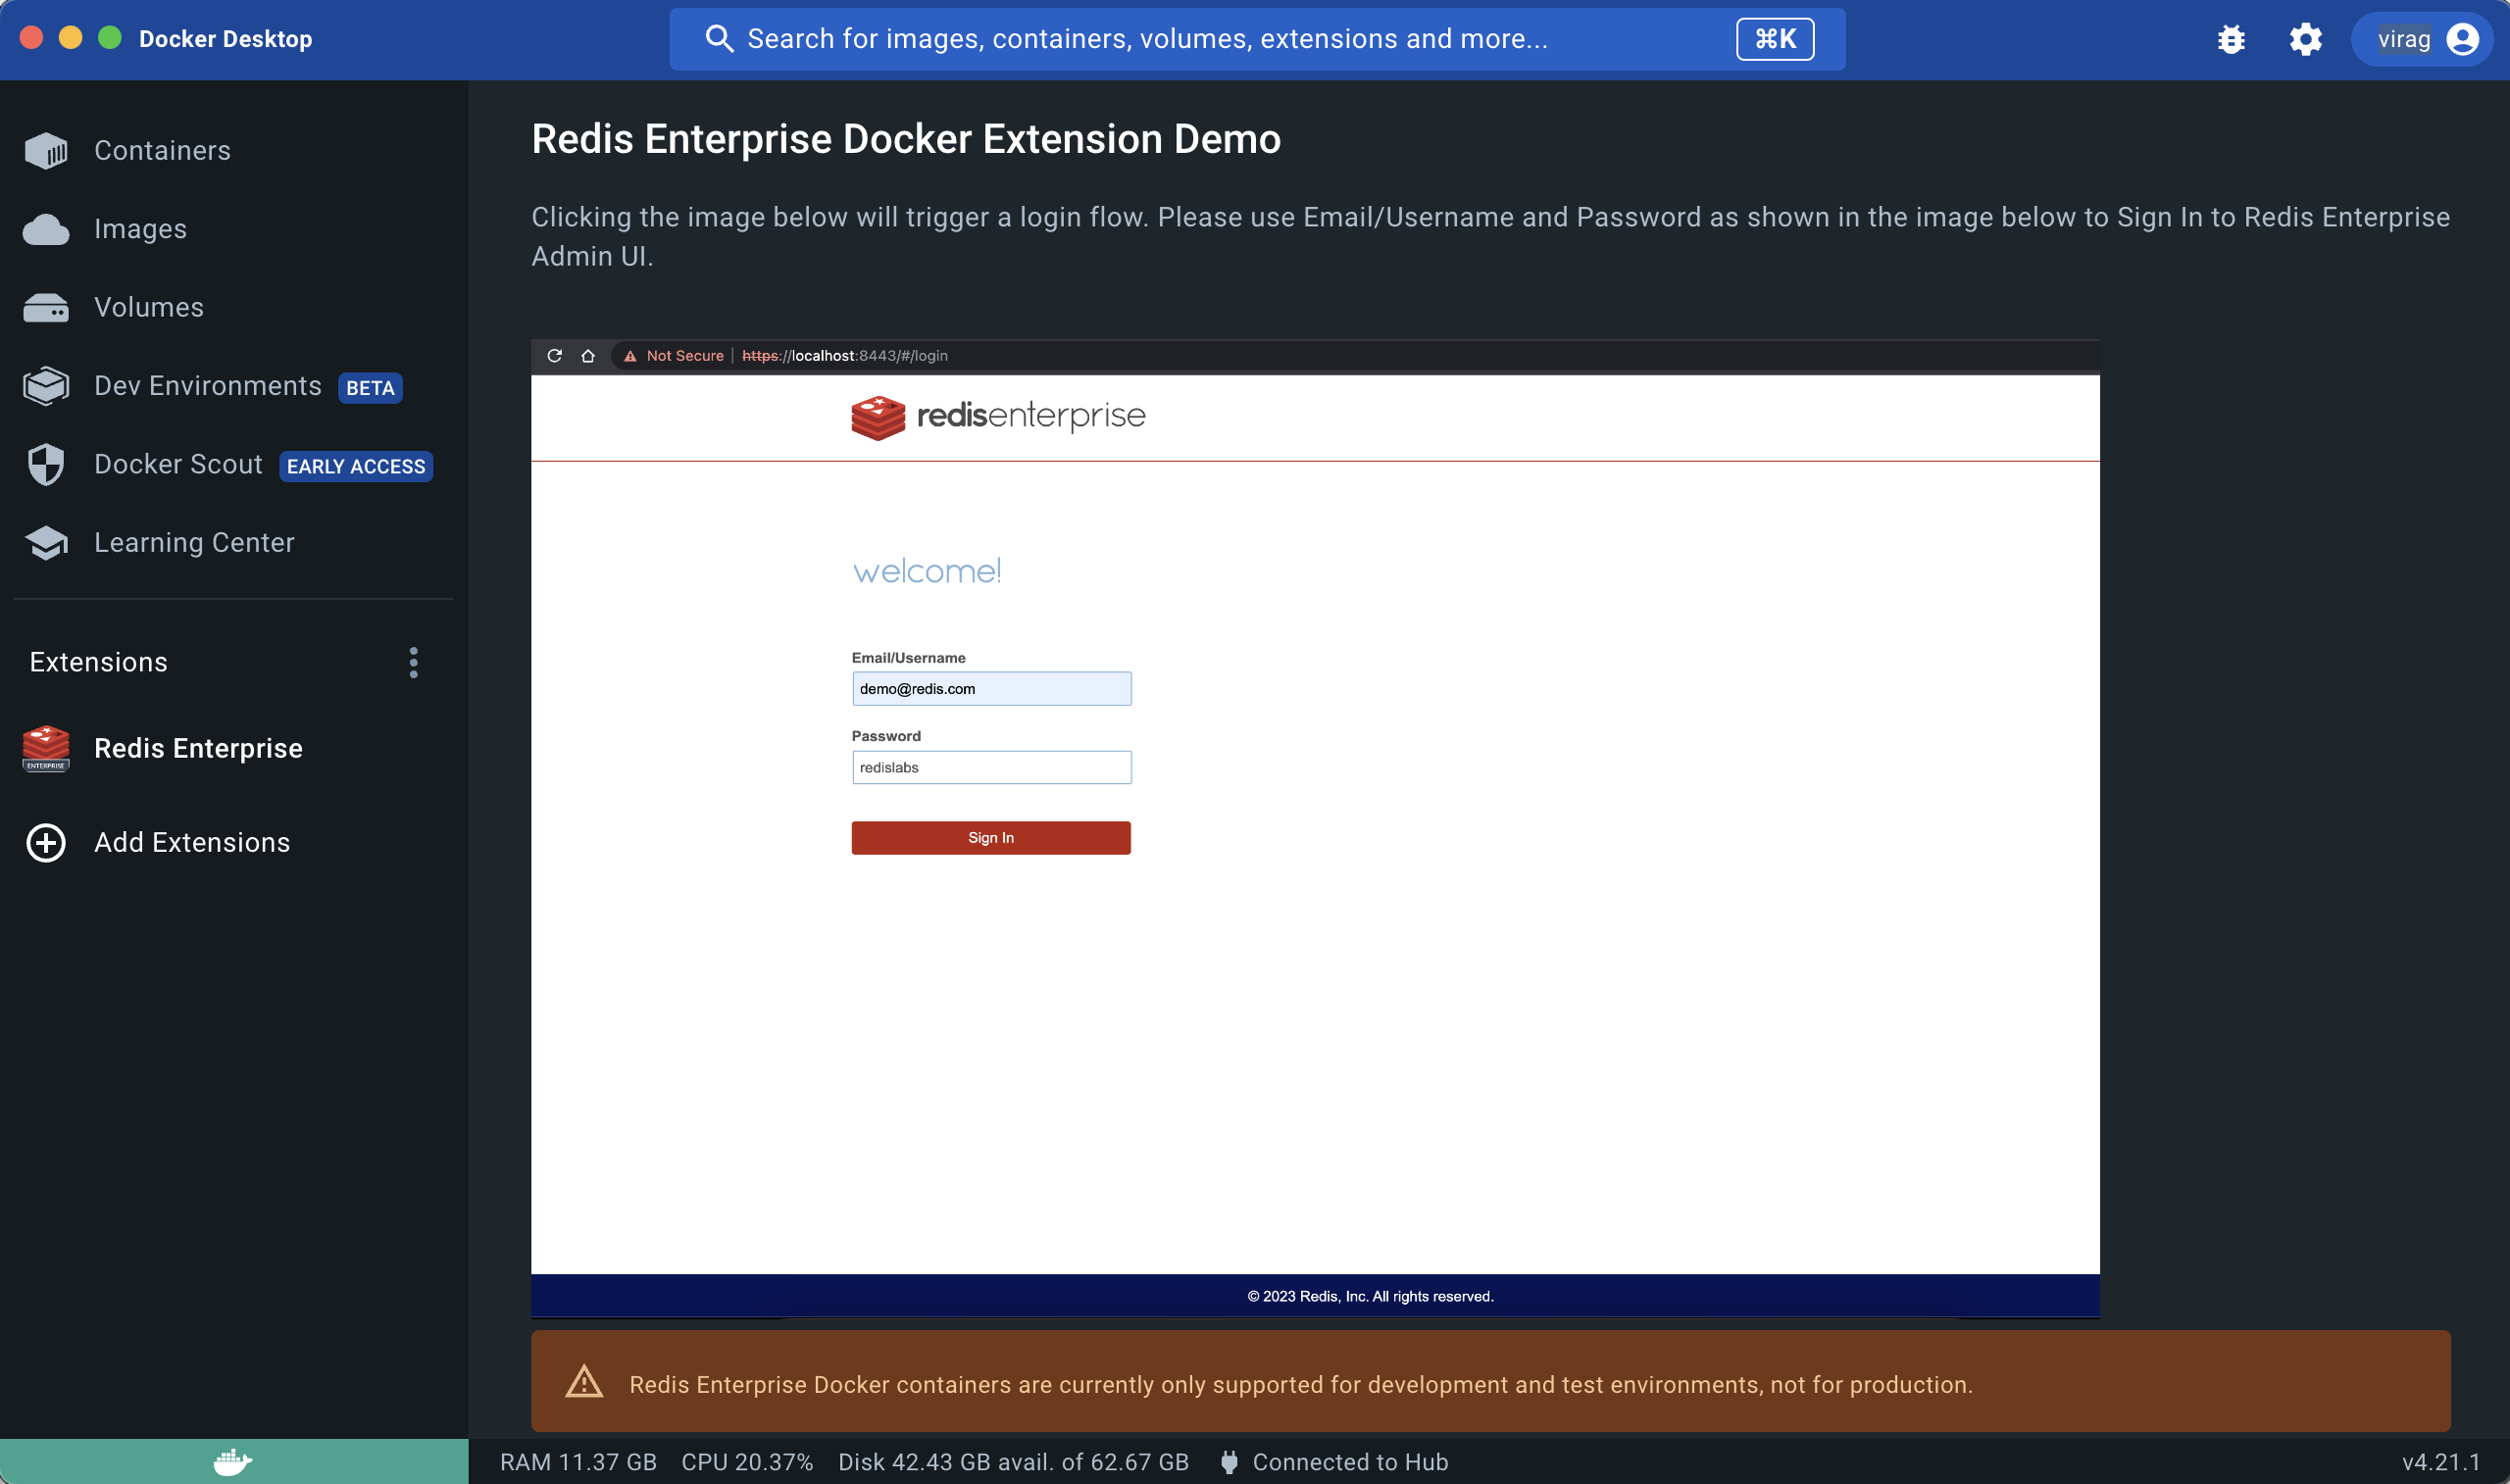 Docker Desktop
Search for images, containers, volumes, extensions and more...
⌘K
virag
Containers
Images
Volumes
Dev Environments BETA
Docker Scout EARLY ACCESS
Learning Center
Extensions
ENTERPRISE
Redis Enterprise
Add Extensions
Redis Enterprise Docker Extension Demo
Clicking the image below will trigger a login flow. Please use Email/Username and Password as shown in the image below to Sign In to Redis Enterprise
Admin UI.
Not Secure | https://localhost:8443/#/login
redisenterprise
welcome!
Email/Username
demo@redis.com
Password
redislabs
Sign In
© 2023 Redis, Inc. All rights reserved.
Redis Enterprise Docker containers are currently only supported for development and test environments, not for production.
RAM 11.37 GB CPU 20.37% Disk 42.43 GB avail. of 62.67 GB Connected to Hub
v4.21.1